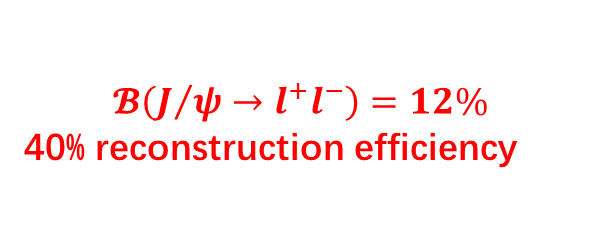 𝓑(J/ψ → l⁺l⁻) = 12%
40% reconstruction efficiency